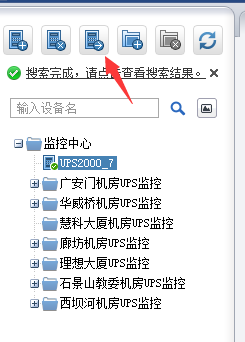 搜索完成，请点击查看搜索结果。
输入设备名
监控中心
UPS2000_7
广安门机房UPS监控
华威桥机房UPS监控
慧科大厦机房UPS监控
廊坊机房UPS监控
理想大厦UPS监控
石景山教委机房UPS监控
西坝河机房UPS监控